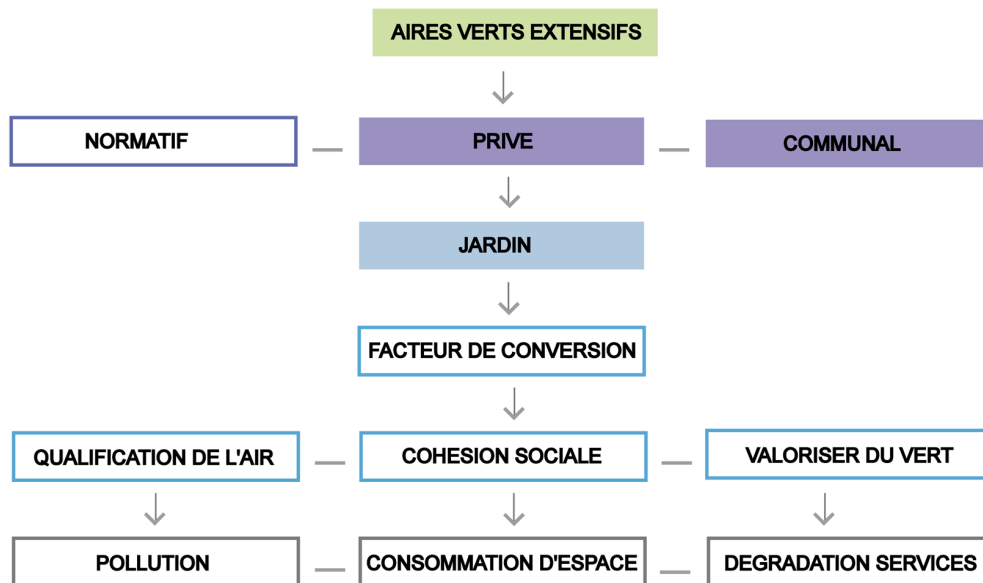 AIRES VERTS EXTENSIFS
NORMATIF
PRIVE
COMMUNAL
JARDIN
FACTEUR DE CONVERSION
QUALIFICATION DE L'AIR
COHESION SOCIALE
VALORISER DU VERT
POLLUTION
CONSOMMATION D'ESPACE
DEGRADATION SERVICES